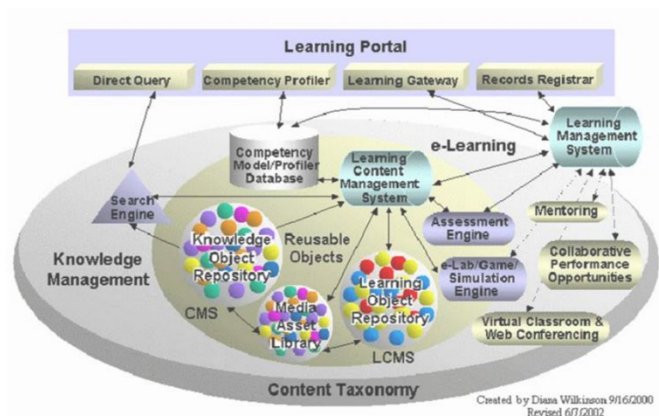 Learning Portal
Direct Query
Competency Profiler
Learning Gateway
Records Registrar
Learning
Management
System
e-Learning
Competency
Model/Profiler
Database
Learning
Content
Management
System
Search
Engine
Assessment
Engine
Mentoring
Knowledge
Object
Repository
Reusable
Objects
Knowledge
Management
Collaborative
Performance
Opportunities
e-Lab/Game/
Simulation
Engine
Learning
Object
Repository
Media
Asset
Library
CMS
LCMS
Virtual Classroom &
Web Conferencing
Content Taxonomy
Created by Diana Wilkinson 9/16/2000
Revised 6/7/2002